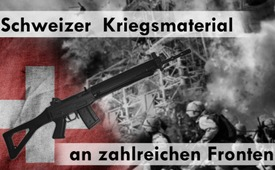 Schweizer Kriegsmaterial
an zahlreichen Fronten